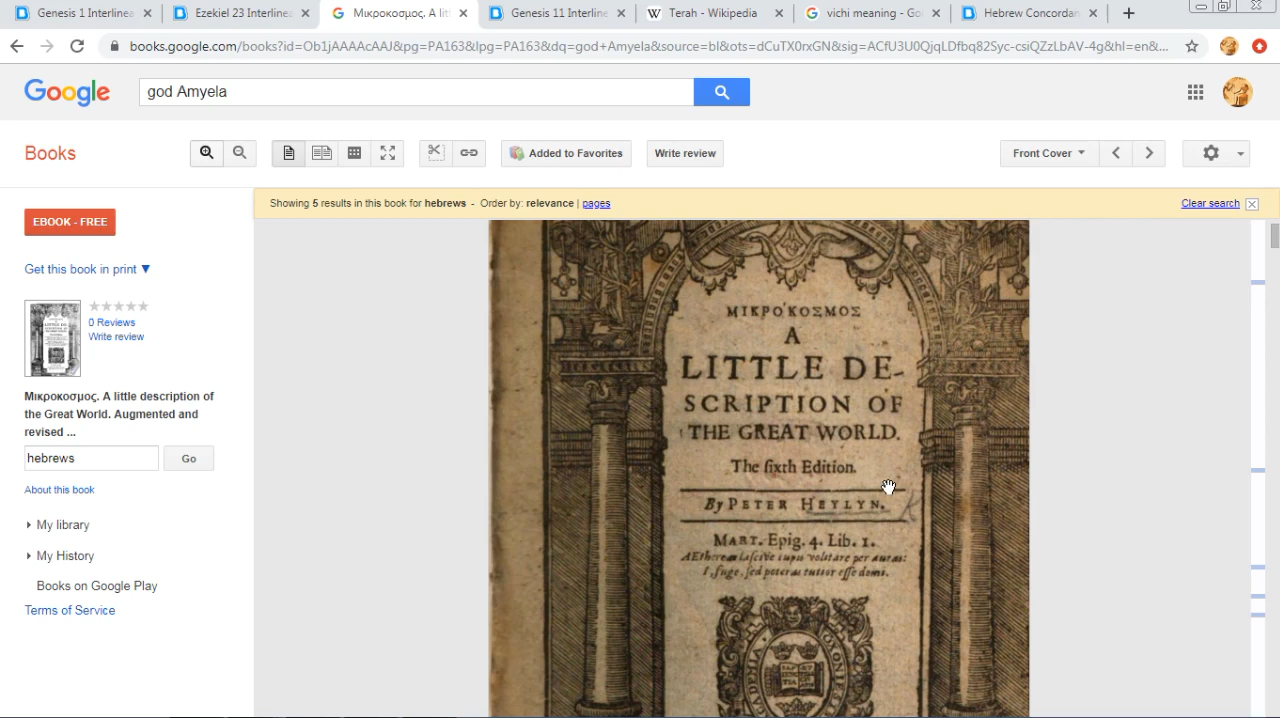 Genesis 1 Interline
Ezekiel 23 Interline
Μικροκοσμος. A lit
Genesis 11 Interline
Terah - Wikipedia
vichi meaning - Go
Hebrew Concordan
books.google.com/books?id=Ob1jAAAAcAAJ&pg=PA163&lpg=PA163&dq=god+Amyela&source=bl&ots=dCuTX0rxGN&sig=ACfU3U0QjqLDfbq82Syc-csiQZzLbAV-4g&hl=en&...
Google
god Amyela
Books
Added to Favorites
Write review
Front Cover
EBOOK - FREE
Showing 5 results in this book for hebrews - Order by: relevance | pages
Clear search
Get this book in print ▼
0 Reviews
Write review
Μικροκοσμος. A little description of
the Great World. Augmented and
revised ...
hebrews
Go
About this book
My library
My History
Books on Google Play
Terms of Service
ΜΙΚΡΟ'ΚΟΣΜΟΣ
A
LITTLE DE-
SCRIPTION OF
THE GREAT WORLD.
The sixth Edition.
By PETER HEYLYN.
MART. Epig. 4. Lib. 1.